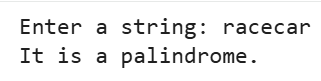 Enter a string: racecar
It is a palindrome.